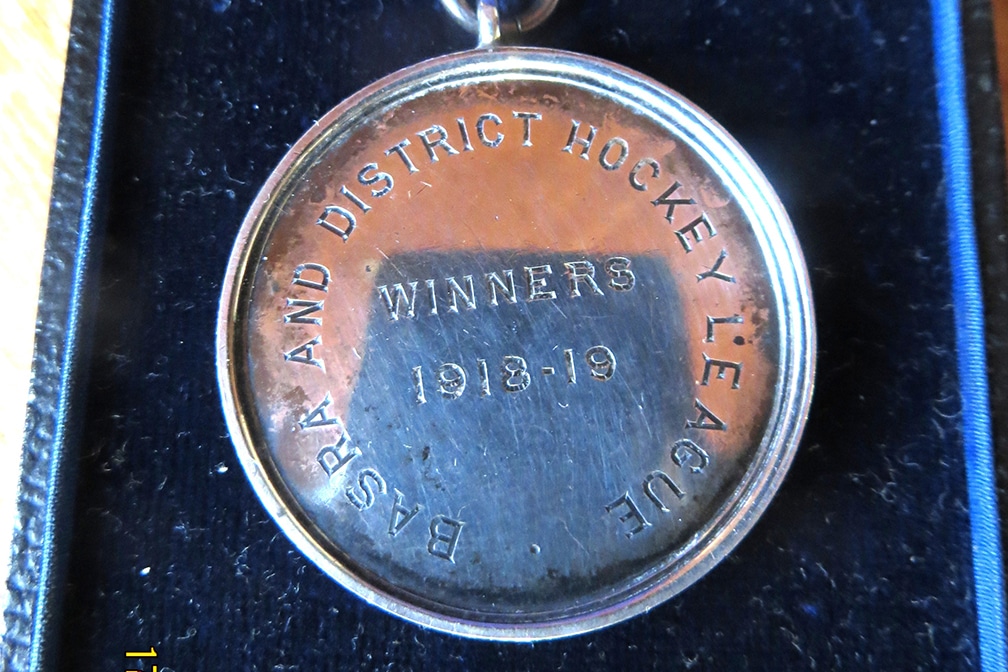 BASRA AND DISTRICT HOCKEY LEAGUE
WINNERS
1918-19